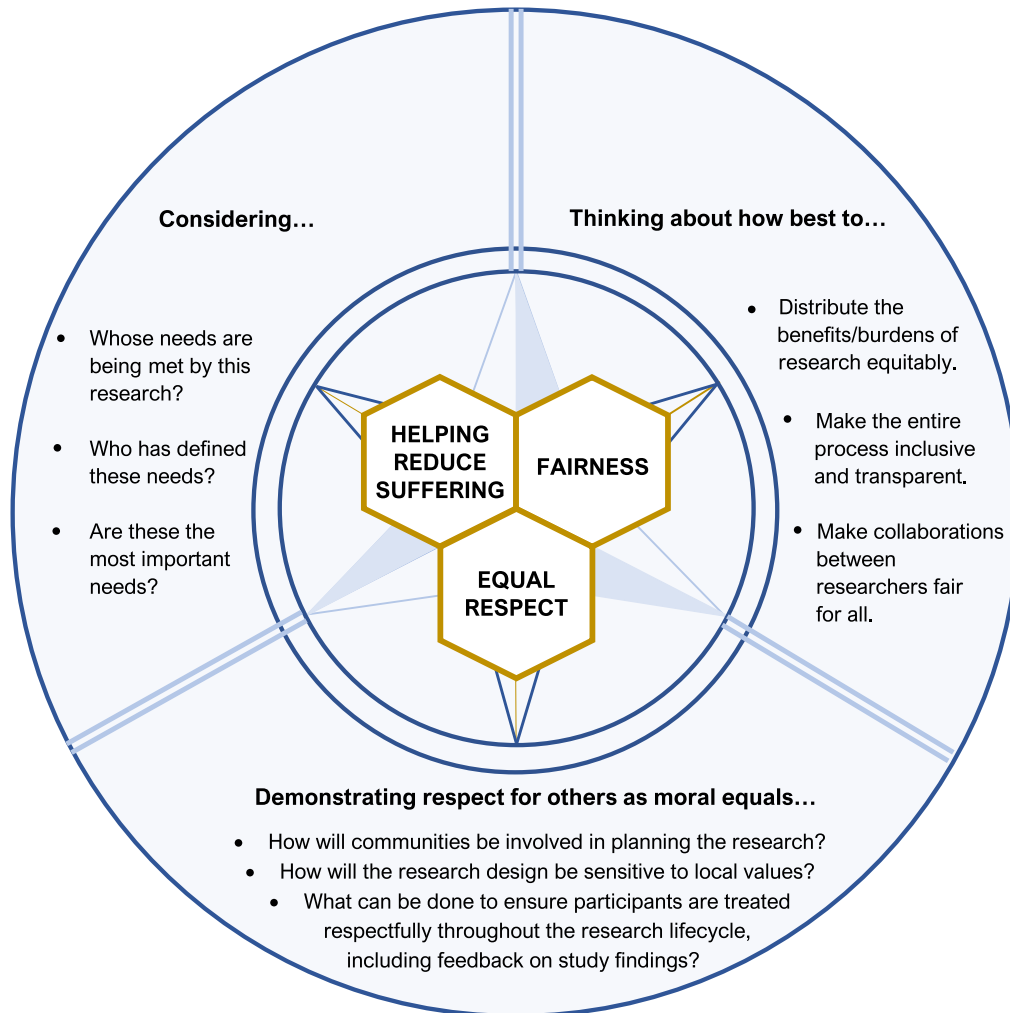 Considering…
• Whose needs are
being met by this
research?
• Who has defined
these needs?
• Are these the
most important
needs?
Thinking about how best to…
• Distribute the
benefits/burdens of
research equitably.
• Make the entire
process inclusive
and transparent.
• Make collaborations
between
researchers fair
for all.
HELPING
REDUCE
SUFFERING
FAIRNESS
EQUAL
RESPECT
Demonstrating respect for others as moral equals…
• How will communities be involved in planning the research?
• How will the research design be sensitive to local values?
• What can be done to ensure participants are treated
respectfully throughout the research lifecycle,
including feedback on study findings?